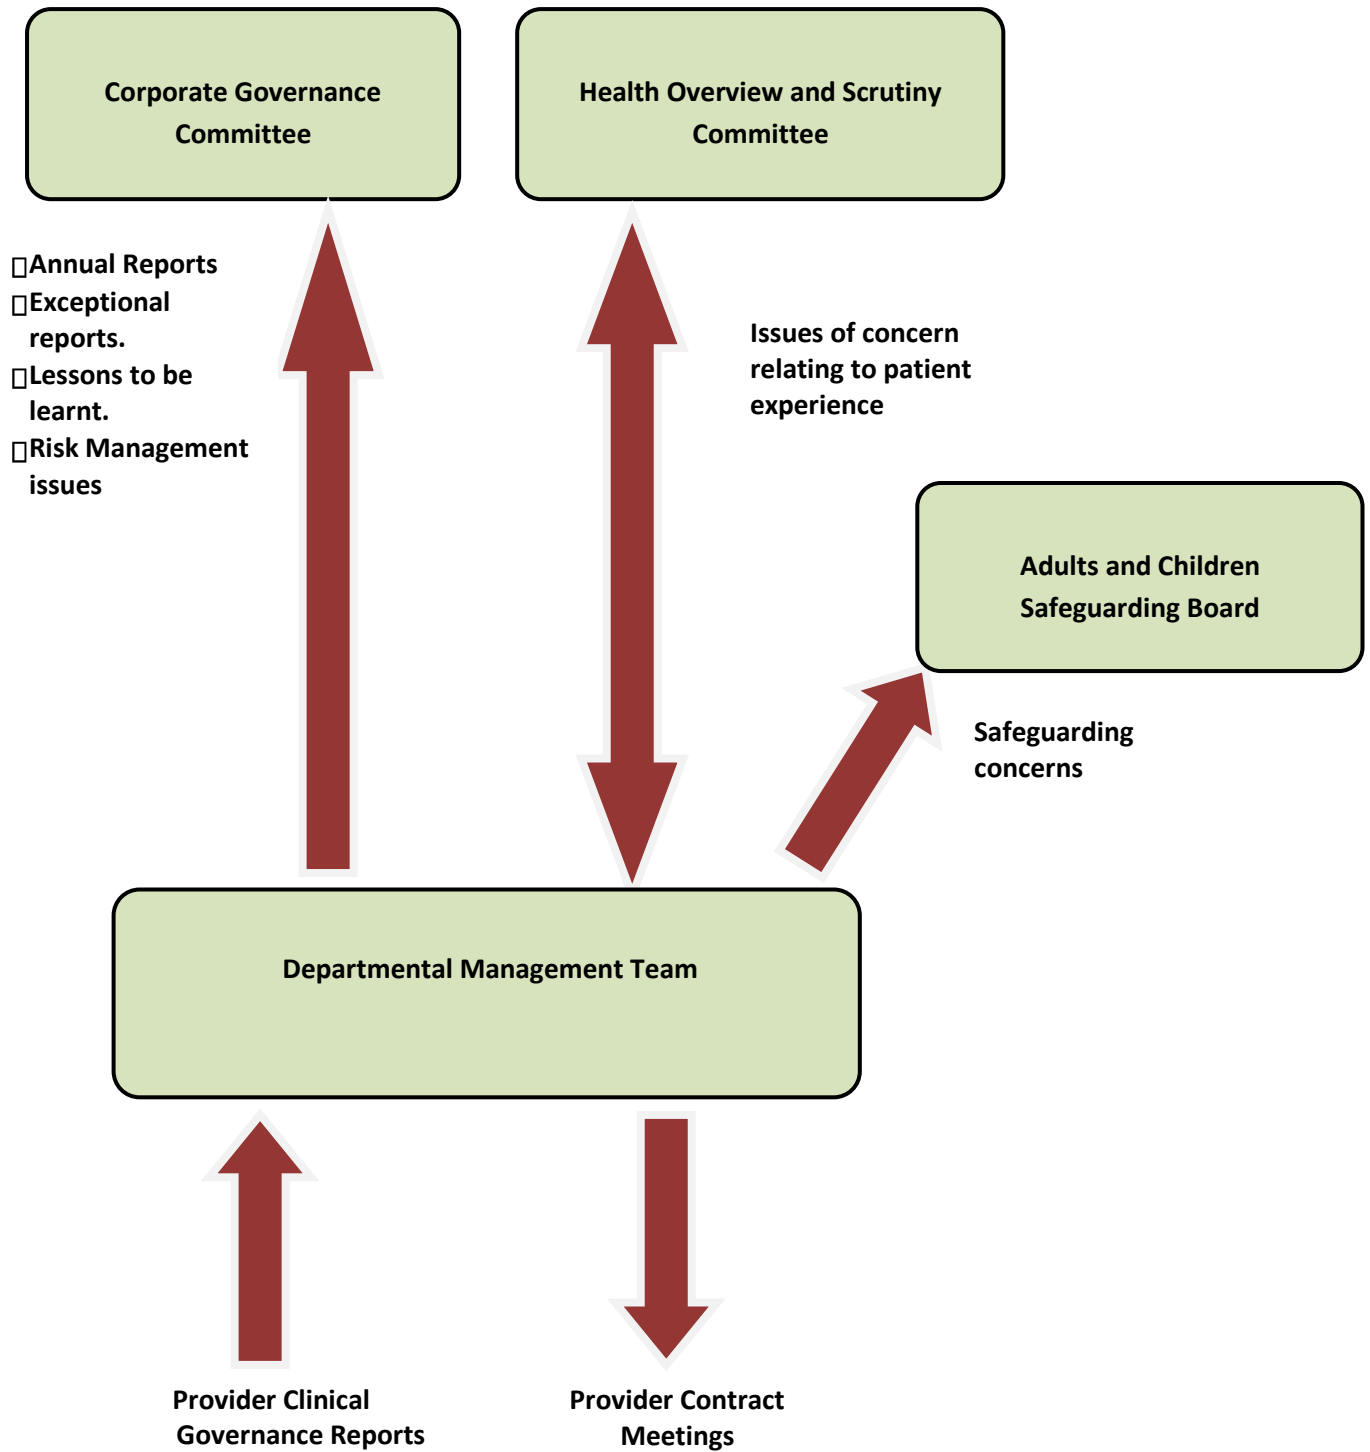 Corporate Governance
Committee
Health Overview and Scrutiny
Committee
Annual Reports
Exceptional
reports.
Lessons to be
learnt.
Risk Management
issues
Issues of concern
relating to patient
experience
Adults and Children
Safeguarding Board
Safeguarding
concerns
Departmental Management Team
Provider Clinical
Governance Reports
Provider Contract
Meetings